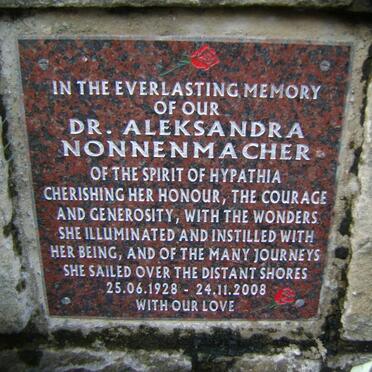 IN THE EVERLASTING MEMORY
OF OUR
DR. ALEKSANDRA
NONNENMACHER
OF THE SPIRIT OF HYPATHIA
CHERISHING HER HONOUR, THE COURAGE
AND GENEROSITY, WITH THE WONDERS
SHE ILLUMINATED AND INSTILLED WITH
HER BEING, AND OF THE MANY JOURNEYS
SHE SAILED OVER THE DISTANT SHORES
25.06.1928 - 24.11.2008
WITH OUR LOVE